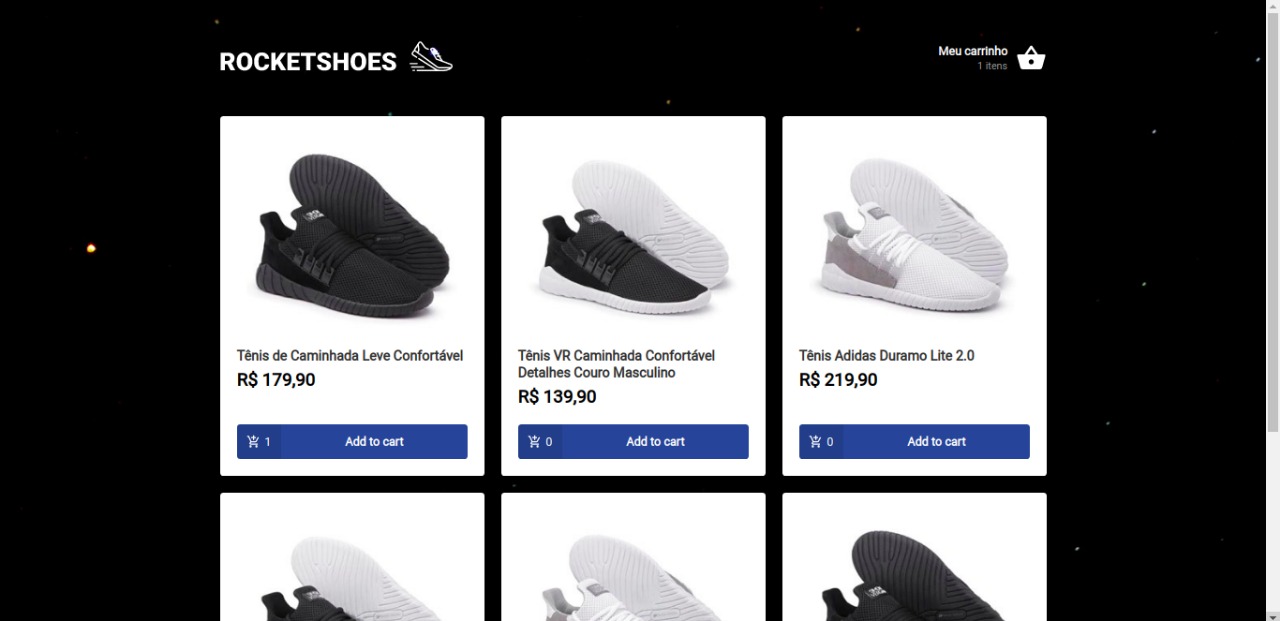 ROCKETSHOES
Meu carrinho
1 itens
Tênis de Caminhada Leve Confortável
R$ 179,90
1 Add to cart
Tênis VR Caminhada Confortável
Detalhes Couro Masculino
R$ 139,90
0 Add to cart
Tênis Adidas Duramo Lite 2.0
R$ 219,90
0 Add to cart